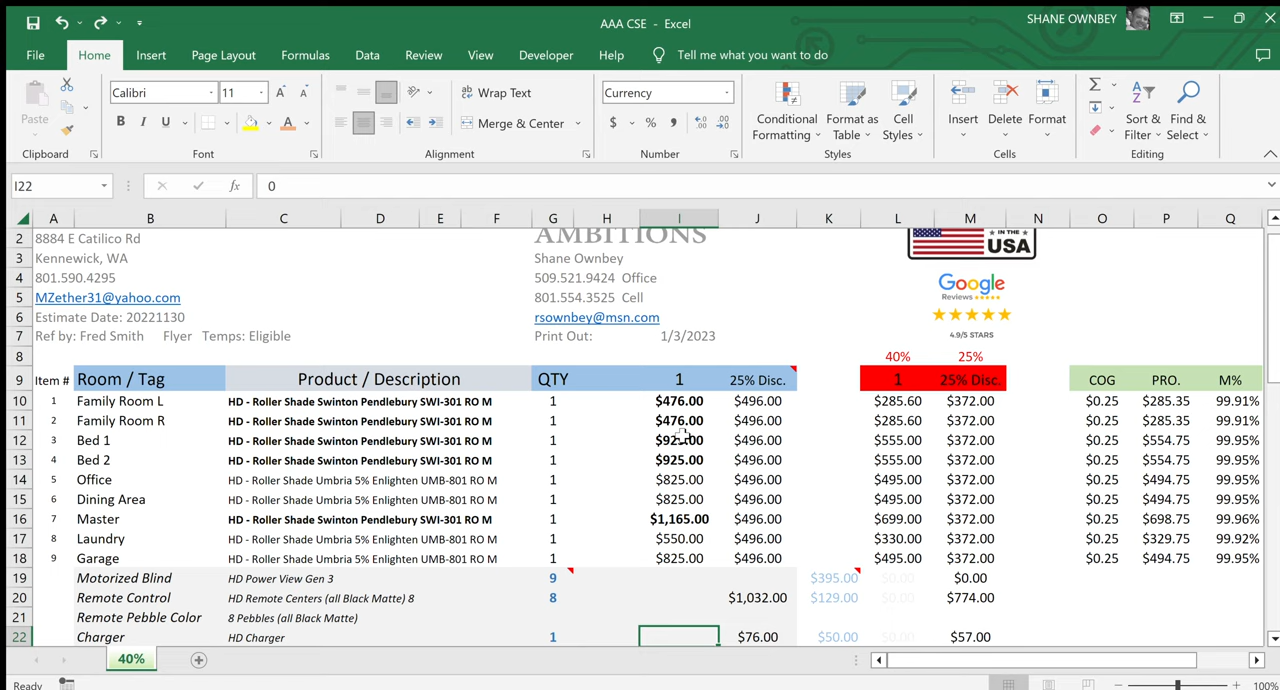 AAA CSE - Excel
SHANE OWNBEY
File Home Insert Page Layout Formulas Data Review View Developer Help Tell me what you want to do
Calibri 11 Wrap Text Currency
Paste B I U Merge & Center $ % Conditional Formatting Format as Table Cell Styles Insert Delete Format Sort & Filter Find & Select
Clipboard Font Alignment Number Styles Cells Editing
I22 fx 0
A B C D E F G H I J K L M N O P Q
2 8884 E Catilico Rd AMBITIONS IN THE USA
3 Kennewick, WA Shane Ownbey
4 801.590.4295 509.521.9424 Office Google
5 MZether31@yahoo.com 801.554.3525 Cell Reviews
6 Estimate Date: 20221130 rsownbey@msn.com
7 Ref by: Fred Smith Flyer Temps: Eligible Print Out: 1/3/2023 4.9/5 STARS
8 40% 25%
9 Item # Room / Tag Product / Description QTY 1 25% Disc. 1 25% Disc. COG PRO. M%
10 1 Family Room L HD - Roller Shade Swinton Pendlebury SWI-301 RO M 1 $476.00 $496.00 $285.60 $372.00 $0.25 $285.35 99.91%
11 2 Family Room R HD - Roller Shade Swinton Pendlebury SWI-301 RO M 1 $476.00 $496.00 $285.60 $372.00 $0.25 $285.35 99.91%
12 3 Bed 1 HD - Roller Shade Swinton Pendlebury SWI-301 RO M 1 $925.00 $496.00 $555.00 $372.00 $0.25 $554.75 99.95%
13 4 Bed 2 HD - Roller Shade Swinton Pendlebury SWI-301 RO M 1 $925.00 $496.00 $555.00 $372.00 $0.25 $554.75 99.95%
14 5 Office HD - Roller Shade Umbria 5% Enlighten UMB-801 RO M 1 $825.00 $496.00 $495.00 $372.00 $0.25 $494.75 99.95%
15 6 Dining Area HD - Roller Shade Umbria 5% Enlighten UMB-801 RO M 1 $825.00 $496.00 $495.00 $372.00 $0.25 $494.75 99.95%
16 7 Master HD - Roller Shade Swinton Pendlebury SWI-301 RO M 1 $1,165.00 $496.00 $699.00 $372.00 $0.25 $698.75 99.96%
17 8 Laundry HD - Roller Shade Umbria 5% Enlighten UMB-801 RO M 1 $550.00 $496.00 $330.00 $372.00 $0.25 $329.75 99.92%
18 9 Garage HD - Roller Shade Umbria 5% Enlighten UMB-801 RO M 1 $825.00 $496.00 $495.00 $372.00 $0.25 $494.75 99.95%
19 Motorized Blind HD Power View Gen 3 9 $395.00 $0.00 $0.00
20 Remote Control HD Remote Centers (all Black Matte) 8 8 $1,032.00 $129.00 $0.00 $774.00
21 Remote Pebble Color 8 Pebbles (all Black Matte)
22 Charger HD Charger 1 $76.00 $50.00 $0.00 $57.00
40%
Ready 100%